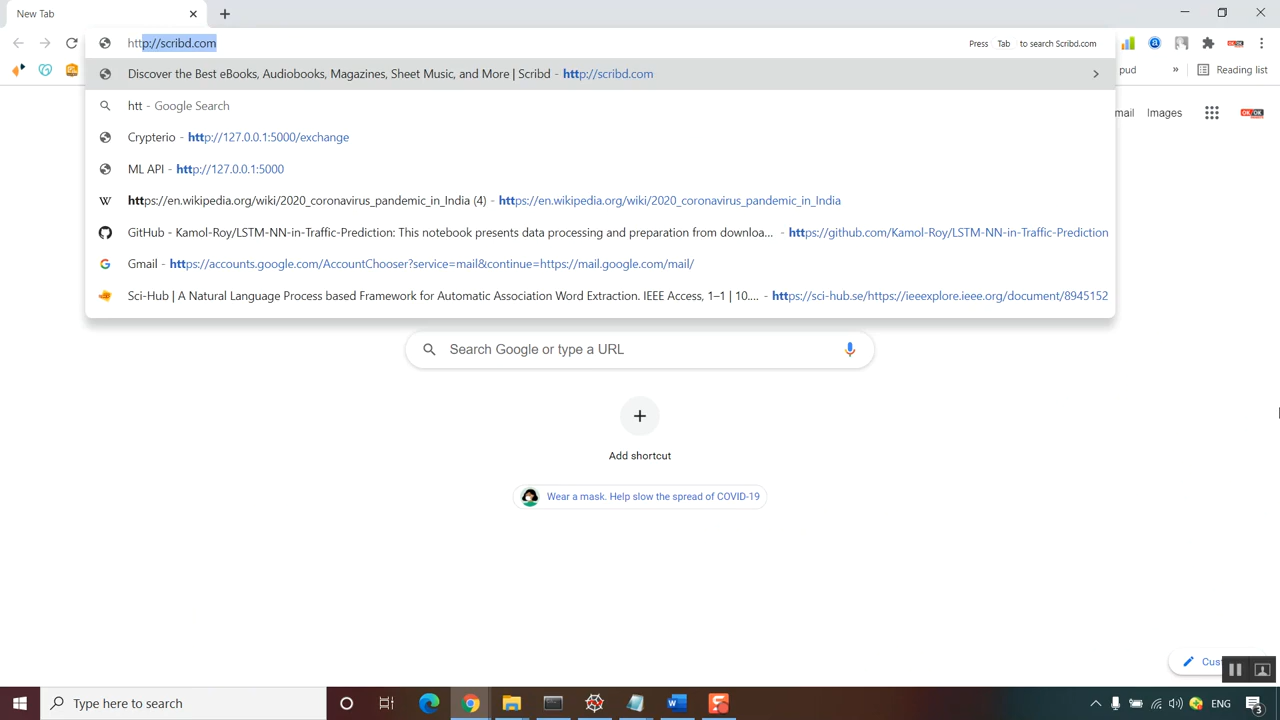 New Tab
http://scribd.com
Press Tab to search Scribd.com
Discover the Best eBooks, Audiobooks, Magazines, Sheet Music, and More | Scribd - http://scribd.com
pud » Reading list
htt - Google Search
mail Images
Crypterio - http://127.0.0.1:5000/exchange
ML API - http://127.0.0.1:5000
https://en.wikipedia.org/wiki/2020_coronavirus_pandemic_in_India (4) - https://en.wikipedia.org/wiki/2020_coronavirus_pandemic_in_India
GitHub - Kamol-Roy/LSTM-NN-in-Traffic-Prediction: This notebook presents data processing and preparation from downloa... - https://github.com/Kamol-Roy/LSTM-NN-in-Traffic-Prediction
Gmail - https://accounts.google.com/AccountChooser?service=mail&continue=https://mail.google.com/mail/
Sci-Hub | A Natural Language Process based Framework for Automatic Association Word Extraction. IEEE Access, 1–1 | 10.... - https://sci-hub.se/https://ieeexplore.ieee.org/document/8945152
Search Google or type a URL
Add shortcut
Wear a mask. Help slow the spread of COVID-19
Cus
Type here to search
ENG
3